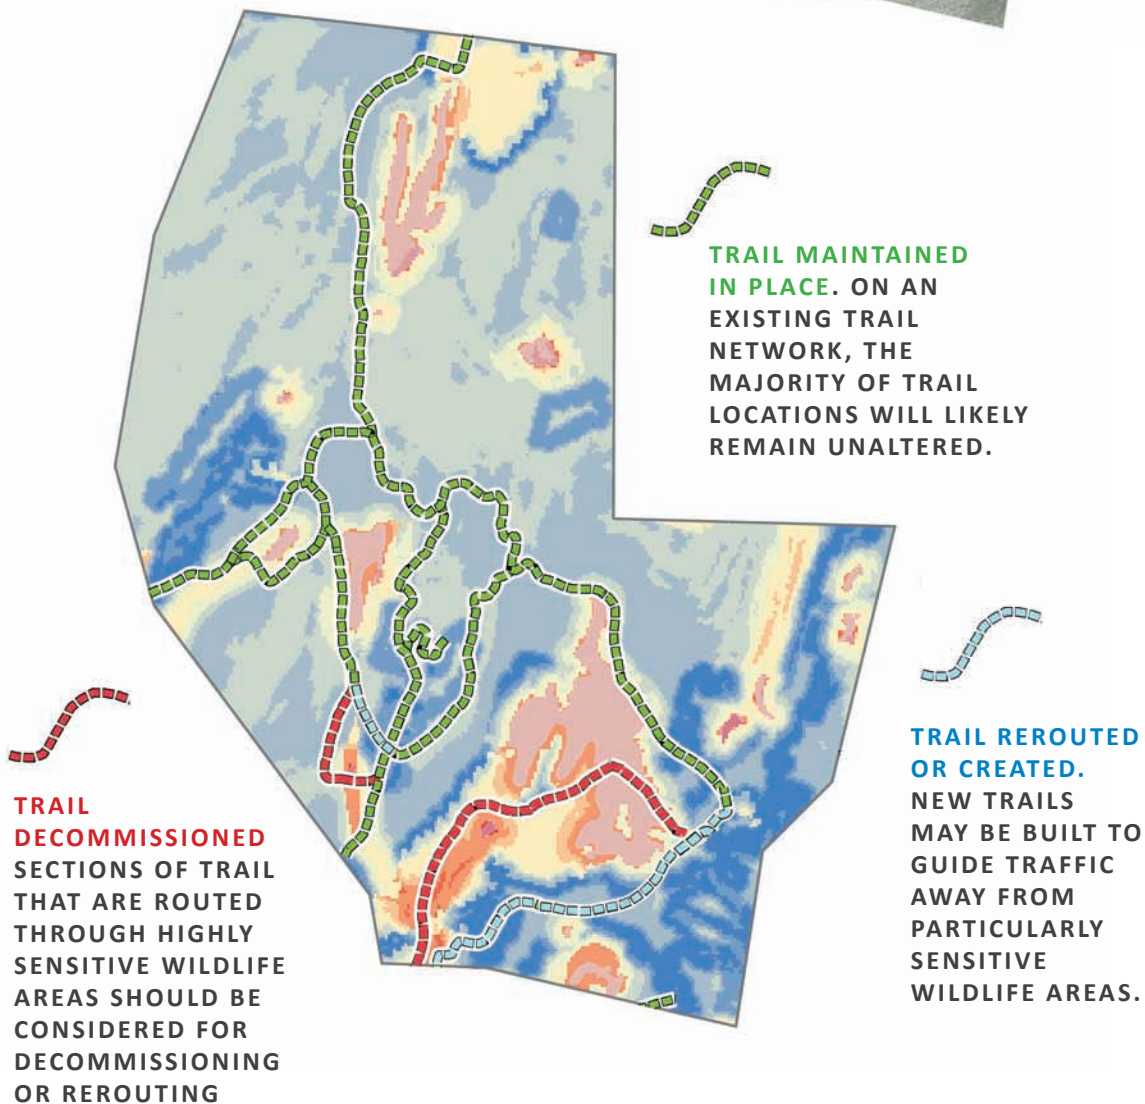 TRAIL MAINTAINED
IN PLACE. ON AN
EXISTING TRAIL
NETWORK, THE
MAJORITY OF TRAIL
LOCATIONS WILL LIKELY
REMAIN UNALTERED.
TRAIL REROUTED
OR CREATED.
NEW TRAILS
MAY BE BUILT TO
GUIDE TRAFFIC
AWAY FROM
PARTICULARLY
SENSITIVE
WILDLIFE AREAS.
TRAIL
DECOMMISSIONED
SECTIONS OF TRAIL
THAT ARE ROUTED
THROUGH HIGHLY
SENSITIVE WILDLIFE
AREAS SHOULD BE
CONSIDERED FOR
DECOMMISSIONING
OR REROUTING